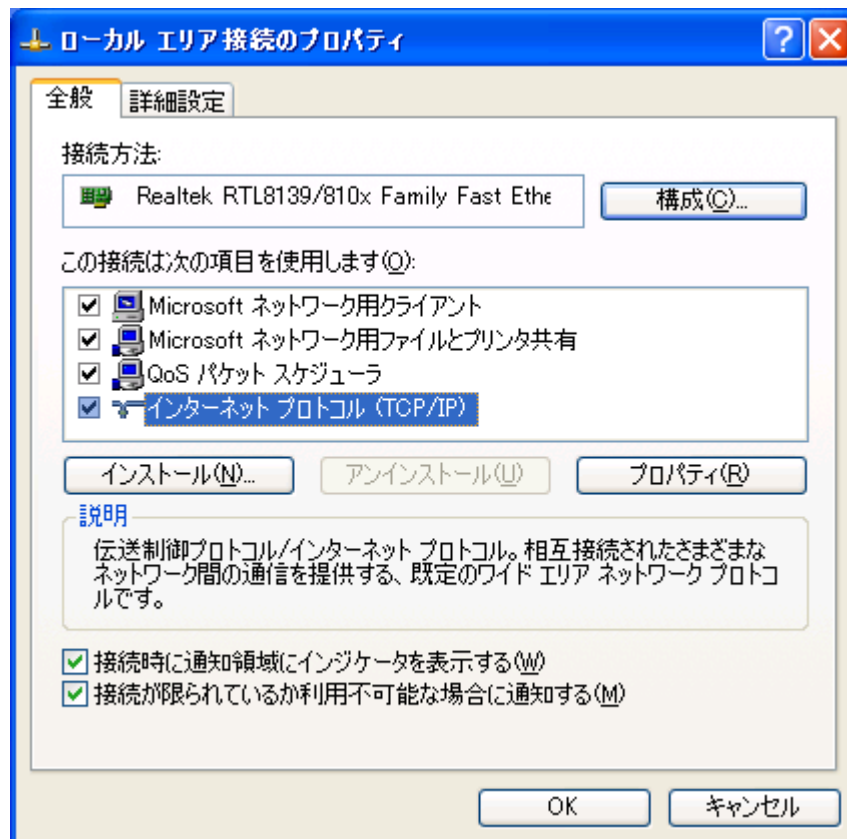 ローカル エリア接続のプロパティ
全般
詳細設定
接続方法:
Realtek RTL8139/810x Family Fast Ethe
構成(C)...
この接続は次の項目を使用します(O):
Microsoft ネットワーク用クライアント
Microsoft ネットワーク用ファイルとプリンタ共有
QoS パケット スケジューラ
インターネット プロトコル (TCP/IP)
インストール(N)...
アンインストール(U)
プロパティ(R)
説明
伝送制御プロトコル/インターネット プロトコル。相互接続されたさまざまな
ネットワーク間の通信を提供する、既定のワイド エリア ネットワーク プロトコ
ルです。
接続時に通知領域にインジケータを表示する(W)
接続が限られているか利用不可能な場合に通知する(M)
OK
キャンセル